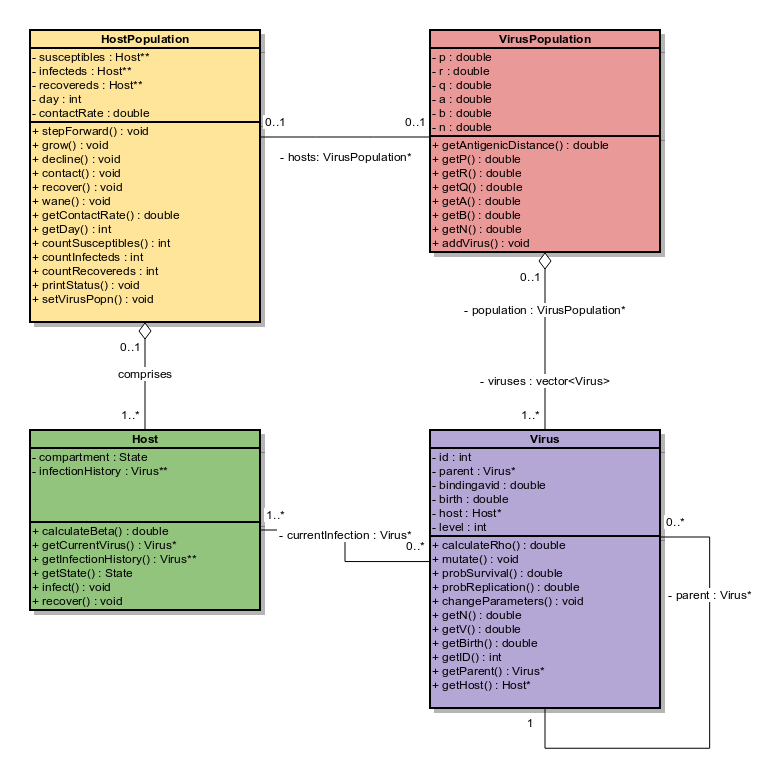 HostPopulation
- susceptibles : Host**
- infecteds : Host**
- recovereds : Host**
- day : int
- contactRate : double
+ stepForward() : void
+ grow() : void
+ decline() : void
+ contact() : void
+ recover() : void
+ wane() : void
+ getContactRate() : double
+ getDay() : int
+ countSusceptibles() : int
+ countInfecteds : int
+ countRecovereds : int
+ printStatus() : void
+ setVirusPopn() : void
0..1
0..1
- hosts: VirusPopulation*
VirusPopulation
- p : double
- r : double
- q : double
- a : double
- b : double
- n : double
+ getAntigenicDistance() : double
+ getP() : double
+ getR() : double
+ getQ() : double
+ getA() : double
+ getB() : double
+ getN() : double
+ addVirus() : void
0..1
comprises
1..*
0..1
- population : VirusPopulation*
- viruses : vector<Virus>
1..*
Host
- compartment : State
- infectionHistory : Virus**
+ calculateBeta() : double
+ getCurrentVirus() : Virus*
+ getInfectionHistory() : Virus**
+ getState() : State
+ infect() : void
+ recover() : void
1..*
- currentInfection : Virus*
0..*
Virus
- id : int
- parent : Virus*
- bindingavid : double
- birth : double
- host : Host*
- level : int
+ calculateRho() : double
+ mutate() : void
+ probSurvival() : double
+ probReplication() : double
+ changeParameters() : void
+ getN() : double
+ getV() : double
+ getBirth() : double
+ getID() : int
+ getParent() : Virus*
+ getHost() : Host*
0..*
- parent : Virus*
1